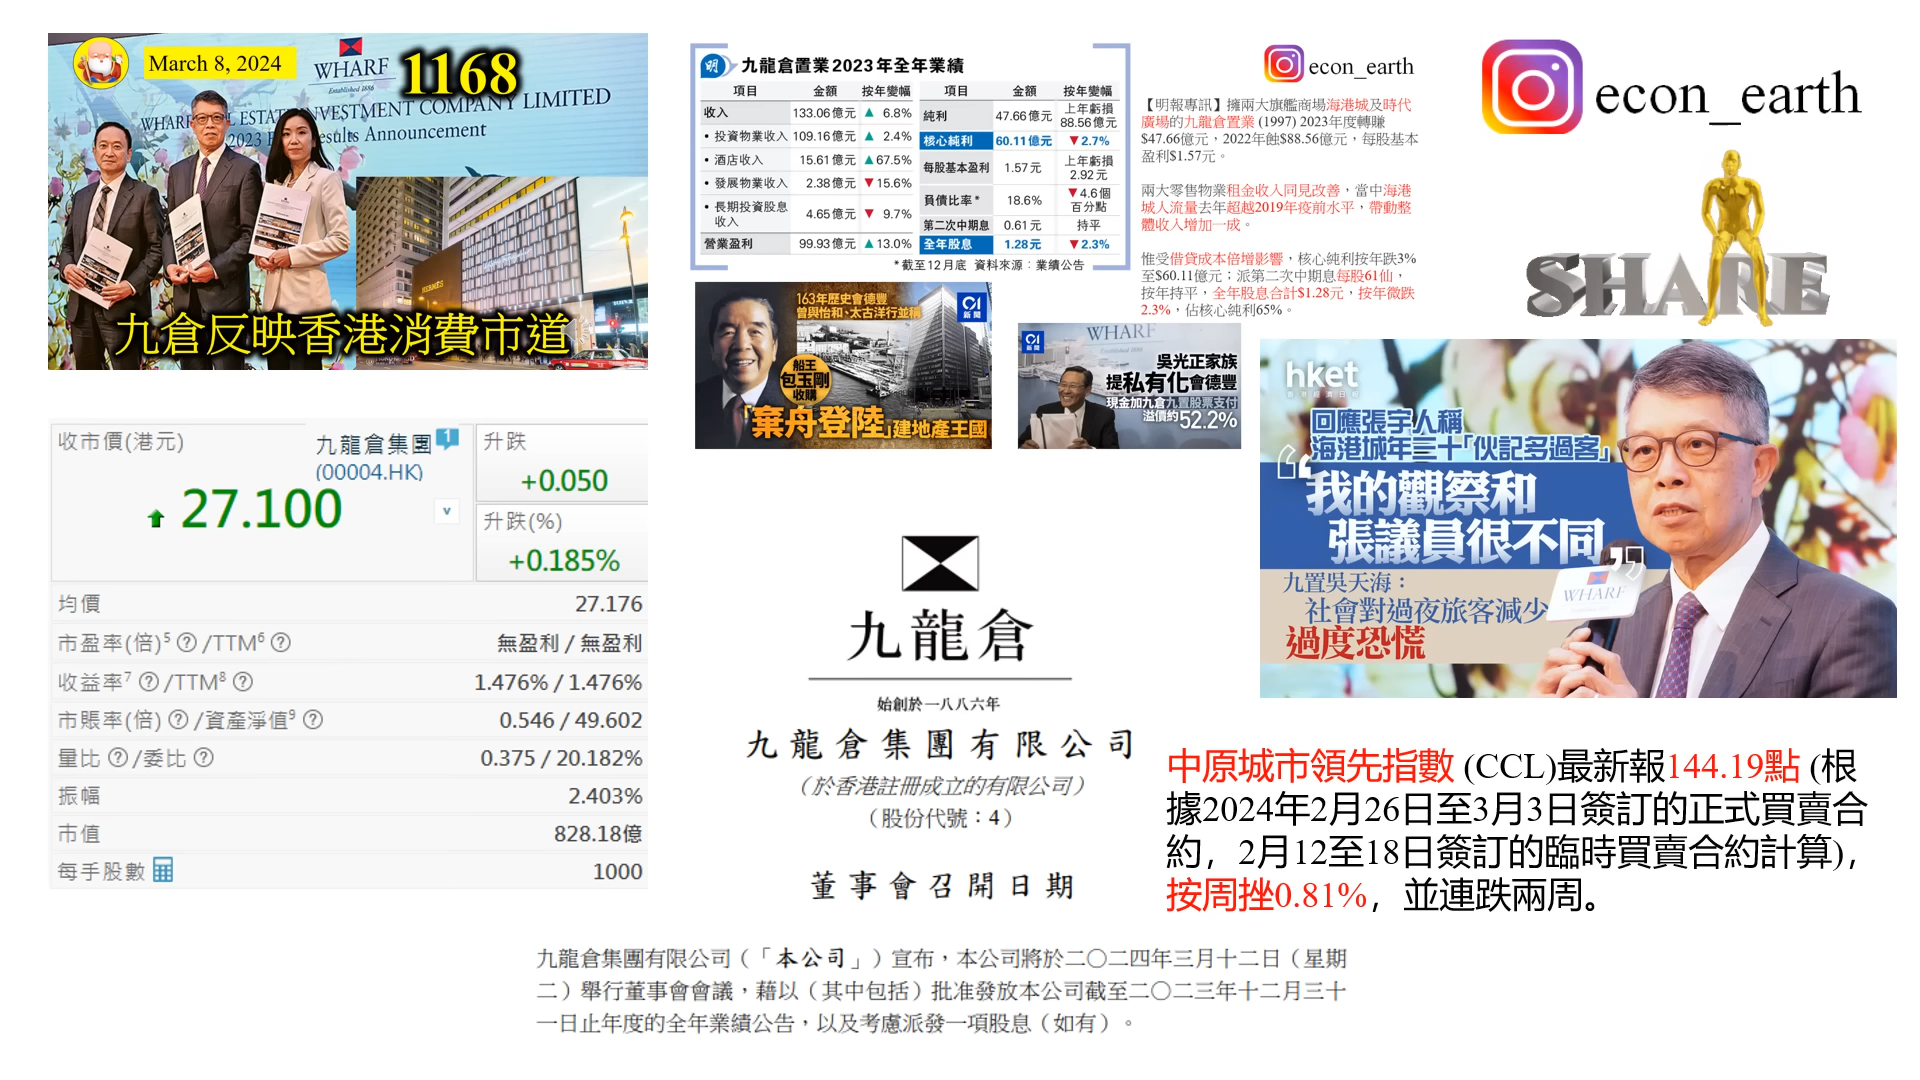 March 8, 2024
WHARF
Established 1886
1168
WHARF REAL ESTATE INVESTMENT COMPANY LIMITED
2023 Final Results Announcement
HERMÈS
九倉反映香港消費市道
明 九龍倉置業2023年全年業績
項目 金額 按年變幅 項目 金額 按年變幅
收入 133.06億元 ▲ 6.8%
• 投資物業收入 109.16億元 ▲ 2.4%
• 酒店收入 15.61億元 ▲67.5%
• 發展物業收入 2.38億元 ▼15.6%
• 長期投資股息收入 4.65億元 ▼ 9.7%
營業盈利 99.93億元 ▲13.0%
純利 47.66億元 上年虧損88.56億元
核心純利 60.11億元 ▼2.7%
每股基本盈利 1.57元 上年虧損2.92元
負債比率* 18.6% ▼4.6個百分點
第二次中期息 0.61元 持平
全年股息 1.28元 ▼2.3%
*截至12月底 資料來源：業績公告
econ_earth
【明報專訊】擁兩大旗艦商場海港城及時代
廣場的九龍倉置業 (1997) 2023年度轉賺
$47.66億元，2022年蝕$88.56億元，每股基本
盈利$1.57元。
兩大零售物業租金收入同見改善，當中海港
城人流量去年超越2019年疫前水平，帶動整
體收入增加一成。
惟受借貸成本倍增影響，核心純利按年跌3%
至$60.11億元；派第二次中期息每股61仙，
按年持平，全年股息合計$1.28元，按年微跌
2.3%，佔核心純利65%。
econ_earth
SHARE
163年歷史會德豐
曾與怡和、太古洋行並稱
01
新聞
船王
包玉剛
收購
「棄舟登陸」建地產王國
01
新聞
WHARF
Established 1886
吳光正家族
提私有化會德豐
現金加九倉九置股票支付
溢價約52.2%
hket
香港經濟日報
回應張宇人稱
海港城年三十「伙記多過客」
“我的觀察和
張議員很不同”
九置吳天海：
社會對過夜旅客減少
過度恐慌
WHARF
收市價(港元) 九龍倉集團 1
(00004.HK)
27.100 v
升跌
+0.050
升跌(%)
+0.185%
均價 27.176
市盈率(倍)5 ? /TTM6 ? 無盈利 / 無盈利
收益率7 ? /TTM8 ? 1.476% / 1.476%
市賬率(倍) ? /資產淨值9 ? 0.546 / 49.602
量比 ? /委比 ? 0.375 / 20.182%
振幅 2.403%
市值 828.18億
每手股數 1000
九龍倉
始創於一八八六年
九龍倉集團有限公司
（於香港註冊成立的有限公司）
（股份代號：4）
董事會召開日期
九龍倉集團有限公司（「本公司」）宣布，本公司將於二〇二四年三月十二日（星期
二）舉行董事會會議，藉以（其中包括）批准發放本公司截至二〇二三年十二月三十
一日止年度的全年業績公告，以及考慮派發一項股息（如有）。
中原城市領先指數 (CCL)最新報144.19點 (根
據2024年2月26日至3月3日簽訂的正式買賣合
約，2月12至18日簽訂的臨時買賣合約計算)，
按周挫0.81%，並連跌兩周。